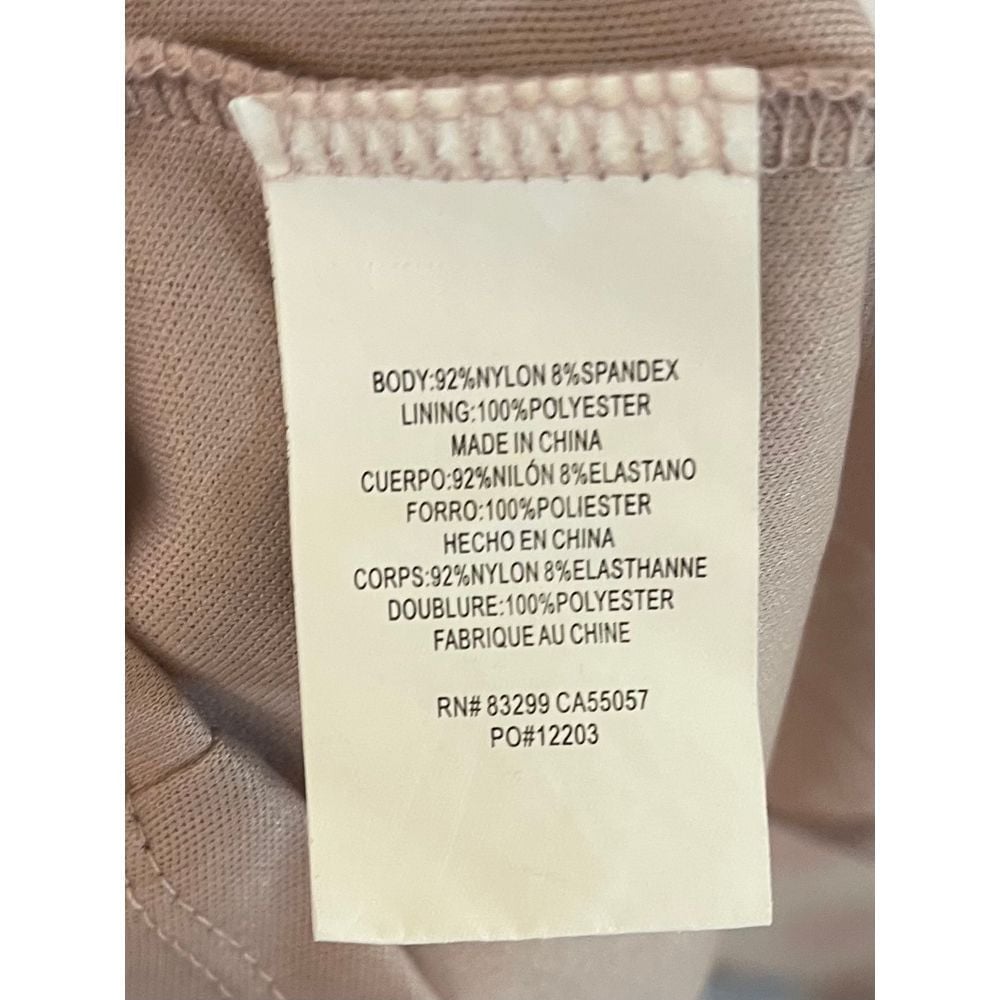 BODY:92%NYLON 8%SPANDEX
LINING:100%POLYESTER
MADE IN CHINA
CUERPO:92%NILÓN 8%ELASTANO
FORRO:100%POLIESTER
HECHO EN CHINA
CORPS:92%NYLON 8%ELASTHANNE
DOUBLURE:100%POLYESTER
FABRIQUE AU CHINE
RN# 83299 CA55057
PO#12203